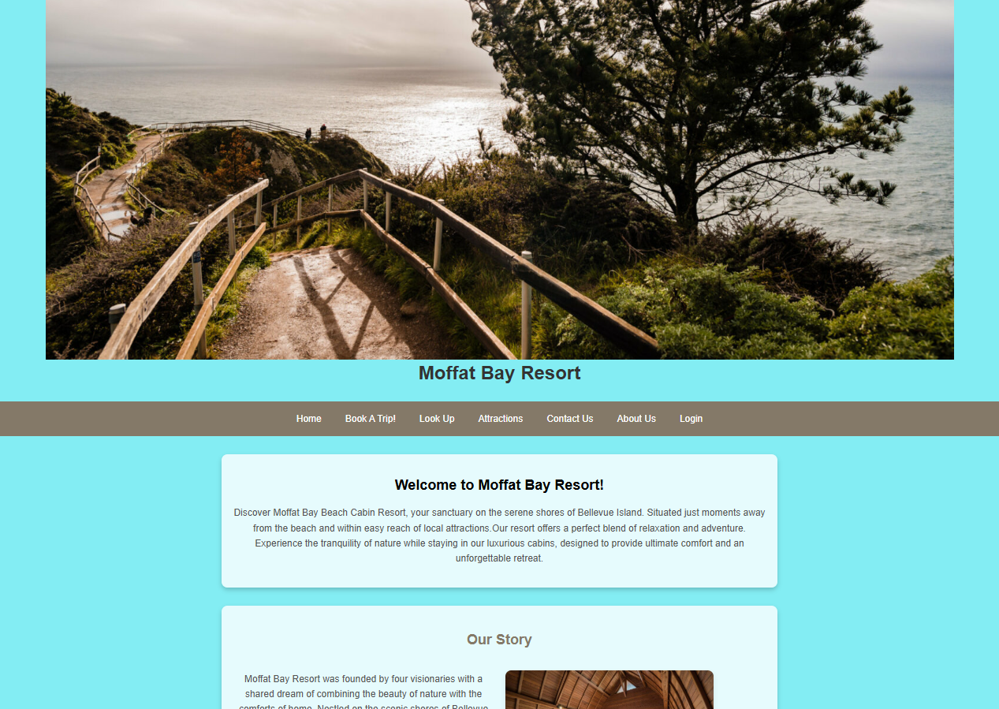 Moffat Bay Resort
Home Book A Trip! Look Up Attractions Contact Us About Us Login
Welcome to Moffat Bay Resort!
Discover Moffat Bay Beach Cabin Resort, your sanctuary on the serene shores of Bellevue Island. Situated just moments away
from the beach and within easy reach of local attractions.Our resort offers a perfect blend of relaxation and adventure.
Experience the tranquility of nature while staying in our luxurious cabins, designed to provide ultimate comfort and an
unforgettable retreat.
Our Story
Moffat Bay Resort was founded by four visionaries with a
shared dream of combining the beauty of nature with the
comforts of home. Nestled on the scenic shores of Bellevue